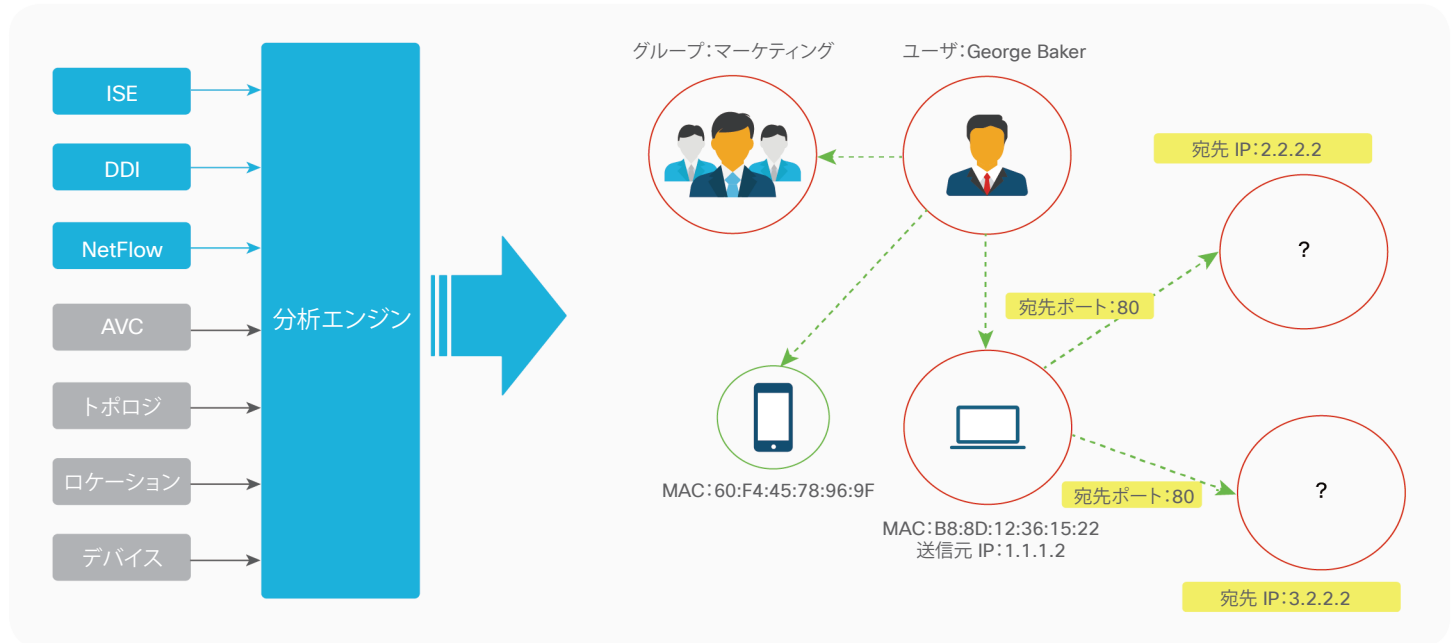 ISE
DDI
NetFlow
AVC
トポロジ
ロケーション
デバイス
分析エンジン
グループ：マーケティング
ユーザ：George Baker
宛先 IP：2.2.2.2
?
宛先ポート：80
MAC：60:F4:45:78:96:9F
MAC：B8:8D:12:36:15:22
送信元 IP：1.1.1.2
宛先ポート：80
?
宛先 IP：3.2.2.2